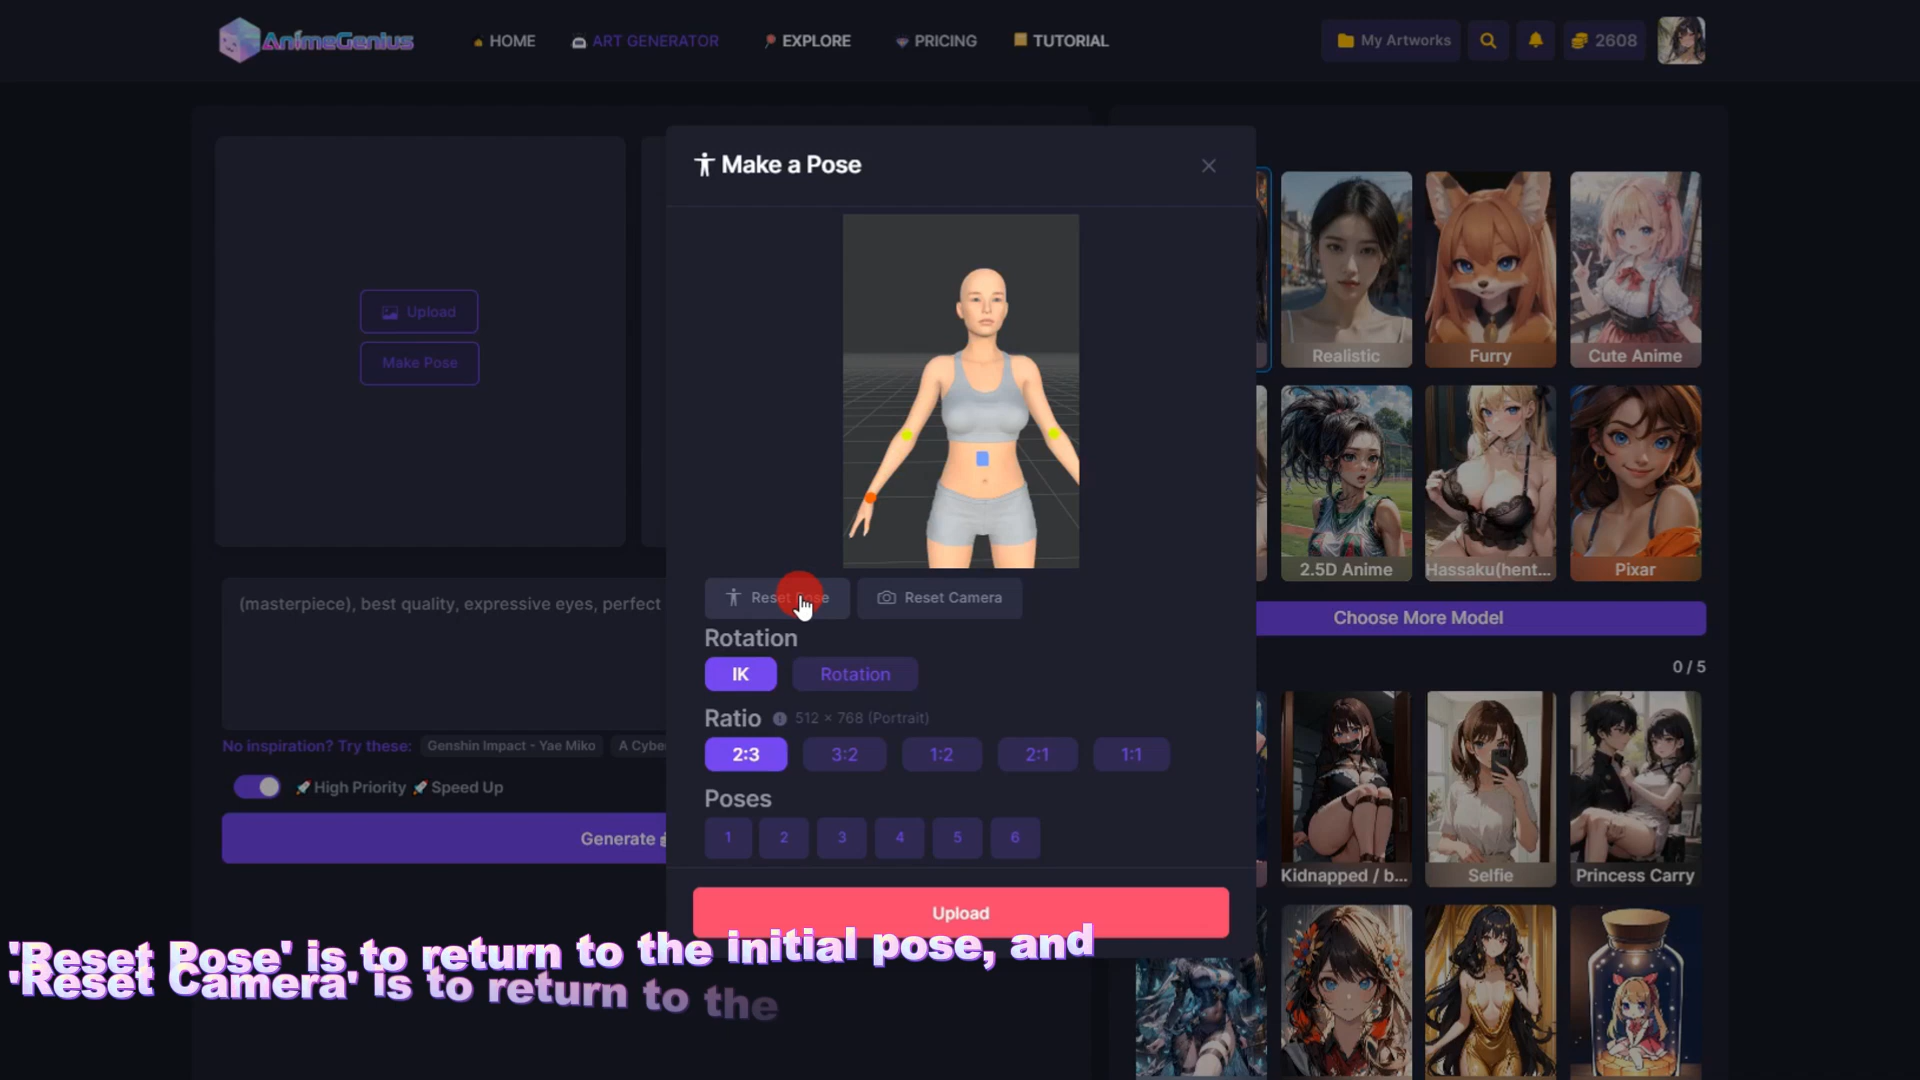 AnimeGenius
HOME
ART GENERATOR
EXPLORE
PRICING
TUTORIAL
My Artworks
2608
Make a Pose
Upload
Make Pose
Realistic
Furry
Cute Anime
2.5D Anime
Hassaku(hent...
Pixar
Reset Pose
Reset Camera
(masterpiece), best quality, expressive eyes, perfect
Choose More Model
Rotation
IK
Rotation
0 / 5
Ratio
512 × 768 (Portrait)
2:3
3:2
1:2
2:1
1:1
No inspiration? Try these:
Genshin Impact - Yae Miko
A Cybe
High Priority
Speed Up
Poses
1
2
3
4
5
6
Generate
Kidnapped / b...
Selfie
Princess Carry
Upload
'Reset Pose' is to return to the initial pose, and
'Reset Camera' is to return to the